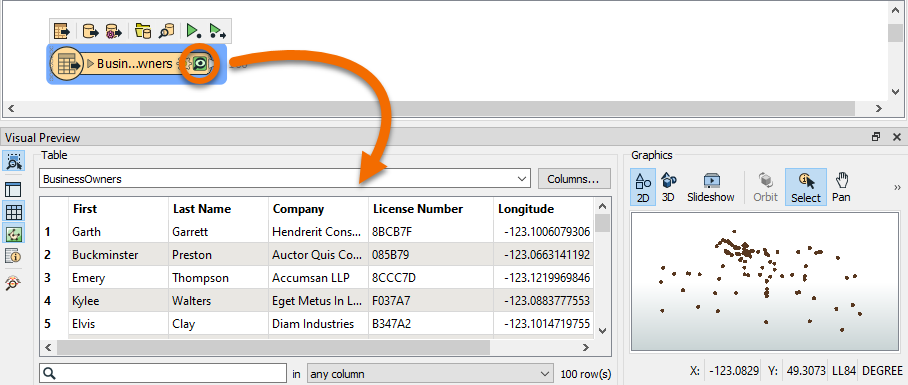 Busin...wners
Visual Preview
Table
BusinessOwners
Columns...
First Last Name Company License Number Longitude
1 Garth Garrett Hendrerit Cons... 8BCB7F -123.1006079306
2 Buckminster Preston Auctor Quis Co... 085B79 -123.0663141192
3 Emery Thompson Accumsan LLP 8CCC7D -123.1219969846
4 Kylee Walters Eget Metus In L... F037A7 -123.0883777553
5 Elvis Clay Diam Industries B347A2 -123.1014719755
in any column 100 row(s)
Graphics
2D 3D Slideshow Orbit Select Pan
X: -123.0829 Y: 49.3073 LL84 DEGREE